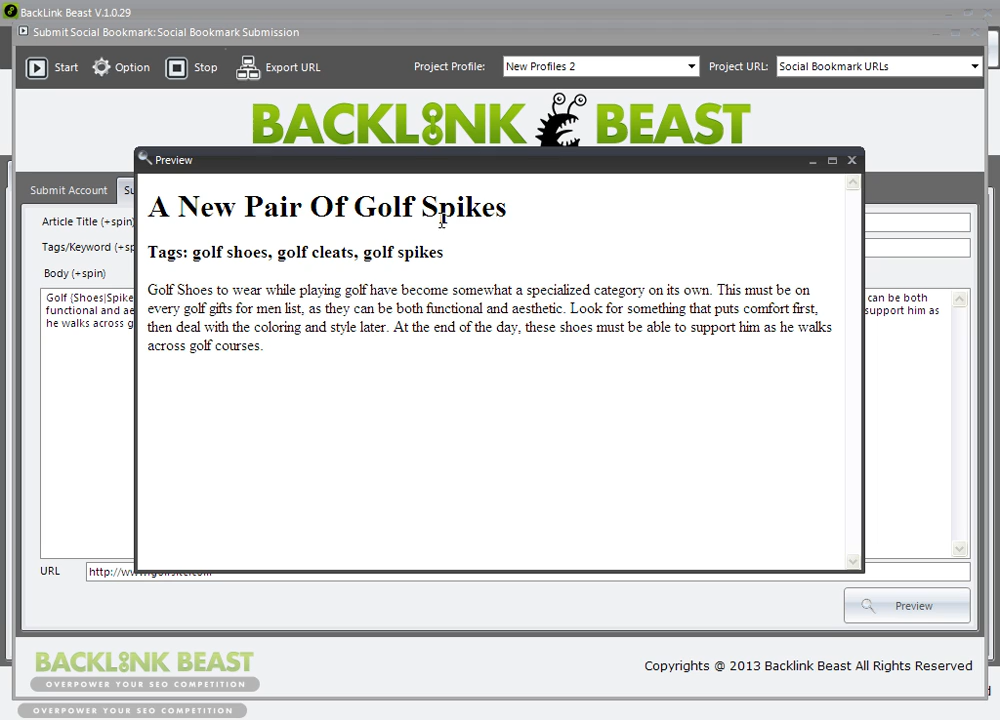 BackLink Beast V.1.0.29
Submit Social Bookmark: Social Bookmark Submission
Start Option Stop Export URL Project Profile: New Profiles 2 Project URL: Social Bookmark URLs
BACKLINK BEAST
Preview
Submit Account Su
Article Title (+spin)
Tags/Keyword (+sp
Body (+spin)
A New Pair Of Golf Spikes
Tags: golf shoes, golf cleats, golf spikes
Golf Shoes to wear while playing golf have become somewhat a specialized category on its own. This must be on
every golf gifts for men list, as they can be both functional and aesthetic. Look for something that puts comfort first,
then deal with the coloring and style later. At the end of the day, these shoes must be able to support him as he walks
across golf courses.
Golf {Shoes|Spike can be both
functional and ae support him as
he walks across g
URL http://www.golfsite.com
Preview
BACKLINK BEAST
OVERPOWER YOUR SEO COMPETITION
Copyrights @ 2013 Backlink Beast All Rights Reserved
OVERPOWER YOUR SEO COMPETITION